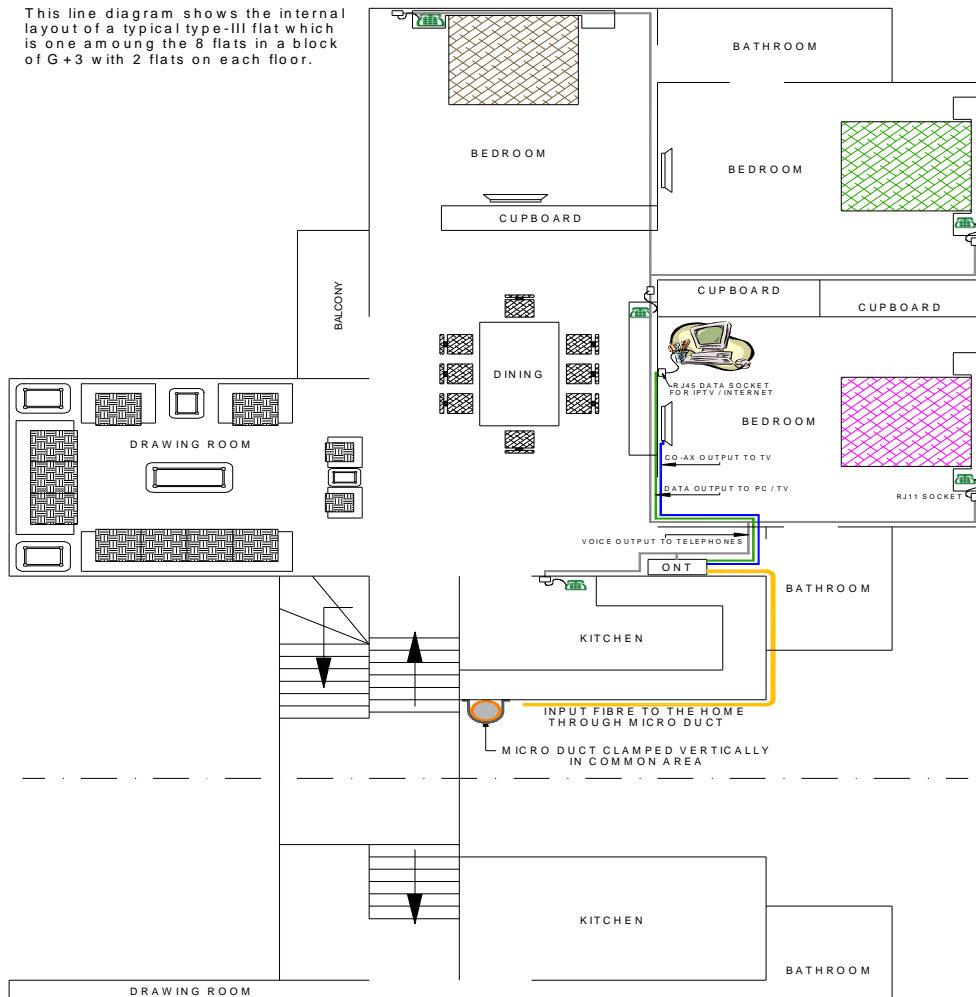 This line diagram shows the internal
layout of a typical type-III flat which
is one amoung the 8 flats in a block
of G+3 with 2 flats on each floor.
BATHROOM
BEDROOM
BEDROOM
CUPBOARD
BALCONY
CUPBOARD
CUPBOARD
DINING
RJ45 DATA SOCKET
FOR IPTV / INTERNET
BEDROOM
DRAWING ROOM
CO-AX OUTPUT TO TV
DATA OUTPUT TO PC / TV
RJ11 SOCKET
VOICE OUTPUT TO TELEPHONES
ONT
BATHROOM
KITCHEN
INPUT FIBRE TO THE HOME
THROUGH MICRO DUCT
MICRO DUCT CLAMPED VERTICALLY
IN COMMON AREA
KITCHEN
BATHROOM
DRAWING ROOM